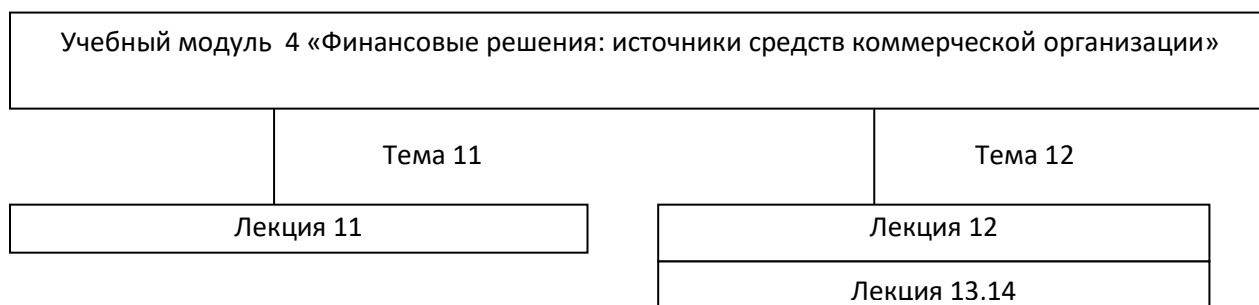 Учебный модуль  4 «Финансовые решения: источники средств коммерческой организации»
Тема 11
Тема 12
Лекция 11
Лекция 12
Лекция 13.14